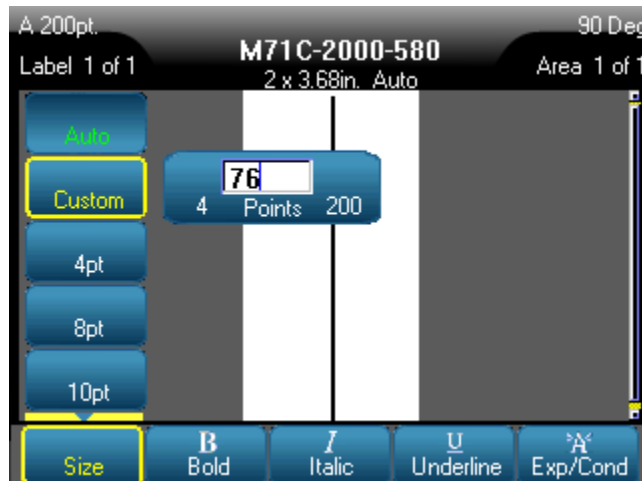 A 200pt.
90 Deg
M71C-2000-580
Label 1 of 1
2 x 3.68in. Auto
Area 1 of 1
Auto
Custom
76
4 Points 200
4pt
8pt
10pt
Size
B
Bold
I
Italic
U
Underline
A
Exp/Cond